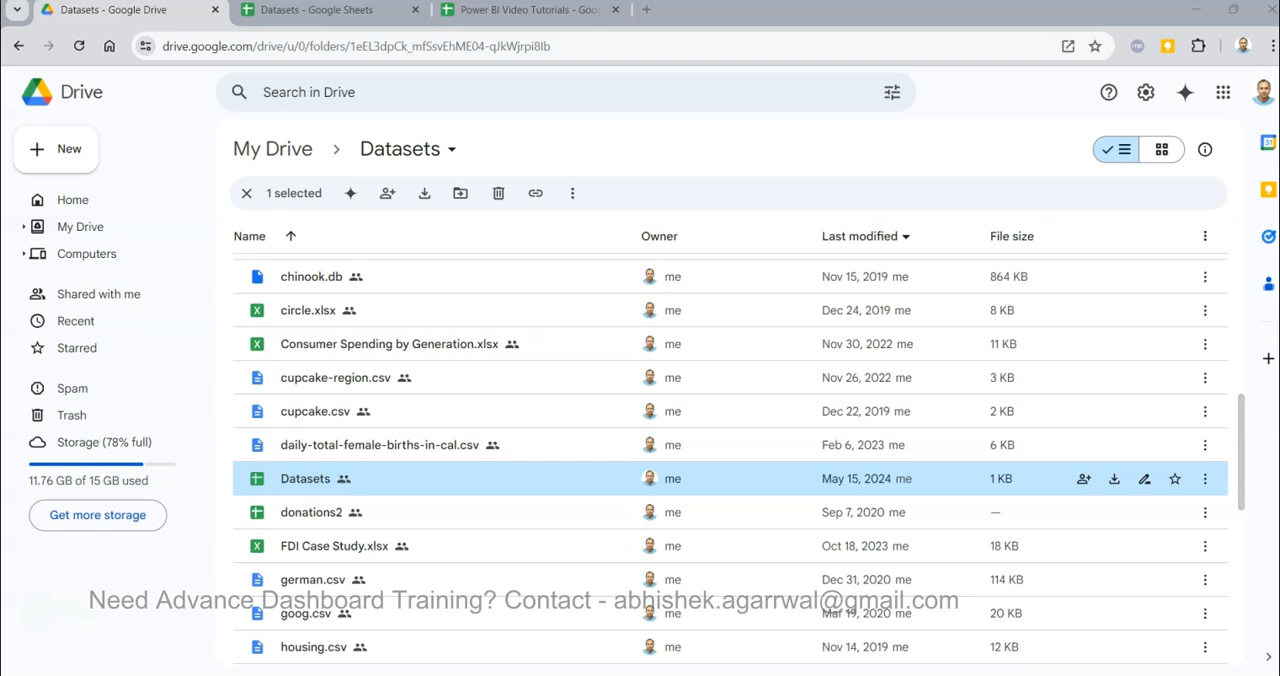 Datasets - Google Drive
Datasets - Google Sheets
Power BI Video Tutorials - Goo
drive.google.com/drive/u/0/folders/1eEL3dpCk_mfSsvEhME04-qJkWjrpi8Ib
Drive
Search in Drive
New
My Drive > Datasets
1 selected
Home
My Drive
Computers
Shared with me
Recent
Starred
Spam
Trash
Storage (78% full)
11.76 GB of 15 GB used
Get more storage
Name Owner Last modified File size
chinook.db me Nov 15, 2019 me 864 KB
circle.xlsx me Dec 24, 2019 me 8 KB
Consumer Spending by Generation.xlsx me Nov 30, 2022 me 11 KB
cupcake-region.csv me Nov 26, 2022 me 3 KB
cupcake.csv me Dec 22, 2019 me 2 KB
daily-total-female-births-in-cal.csv me Feb 6, 2023 me 6 KB
Datasets me May 15, 2024 me 1 KB
donations2 me Sep 7, 2020 me —
FDI Case Study.xlsx me Oct 18, 2023 me 18 KB
german.csv me Dec 31, 2020 me 114 KB
Need Advance Dashboard Training? Contact - abhishek.agarrwal@gmail.com
goog.csv me Mar 19, 2020 me 20 KB
housing.csv me Nov 14, 2019 me 12 KB
31